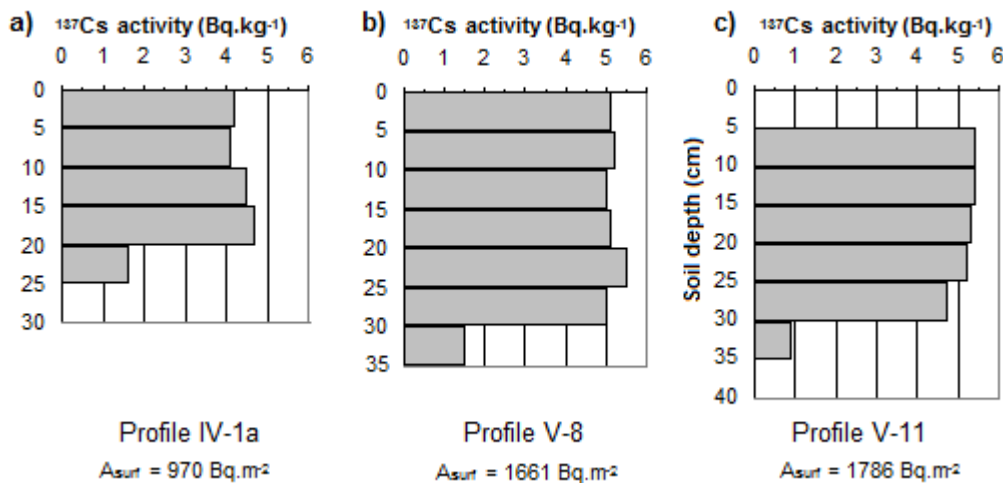 a) ¹³⁷Cs activity (Bq.kg⁻¹)
0 1 2 3 4 5 6
0
5
10
15
20
25
30
Profile IV-1a
Asurf = 970 Bq.m⁻²
b) ¹³⁷Cs activity (Bq.kg⁻¹)
0 1 2 3 4 5 6
0
5
10
15
20
25
30
35
Profile V-8
Asurf = 1661 Bq.m⁻²
c) ¹³⁷Cs activity (Bq.kg⁻¹)
0 1 2 3 4 5 6
Soil depth (cm)
0
5
10
15
20
25
30
35
40
Profile V-11
Asurf = 1786 Bq.m⁻²